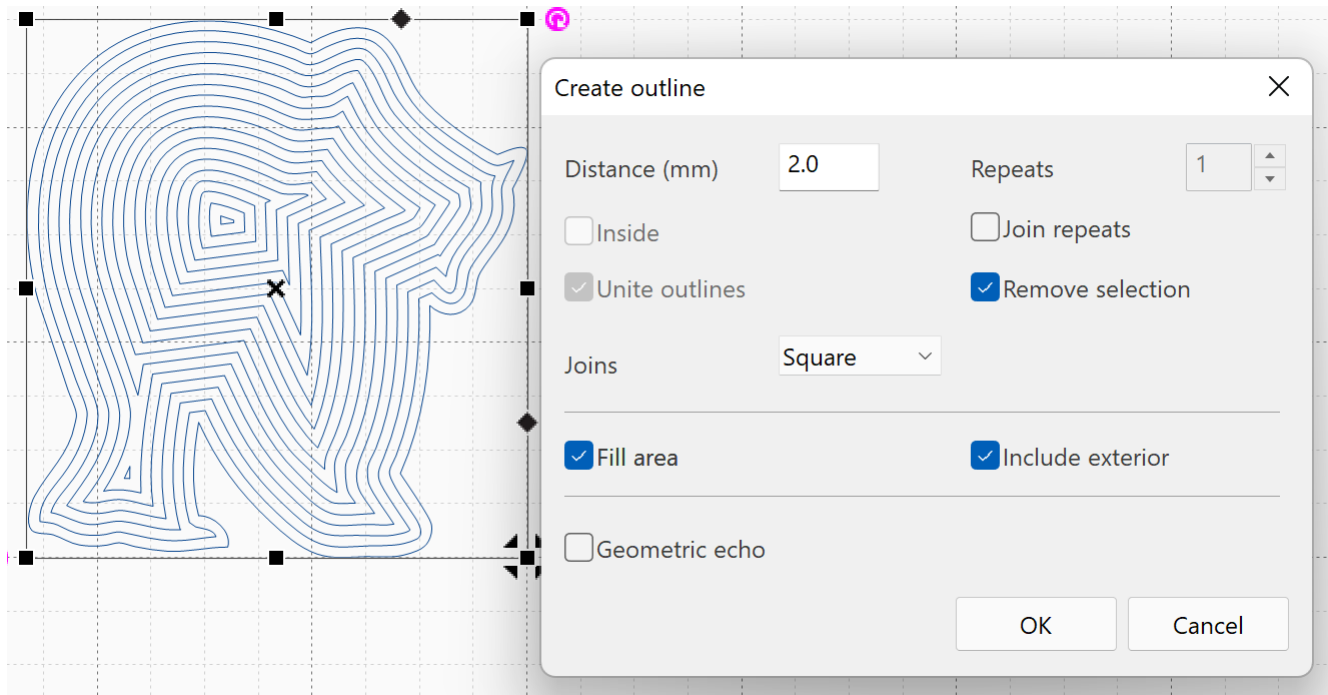 Create outline
Distance (mm) 2.0 Repeats 1
Inside Join repeats
Unite outlines Remove selection
Joins Square
Fill area Include exterior
Geometric echo
OK Cancel